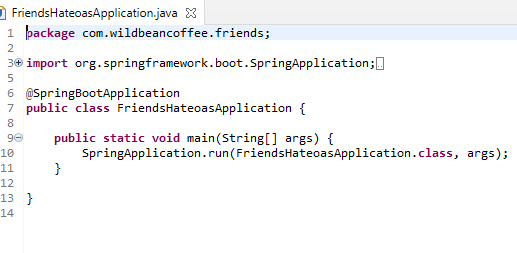 FriendsHateoasApplication.java
1 package com.wildbeancoffee.friends;
2
3 import org.springframework.boot.SpringApplication;
6 @SpringBootApplication
7 public class FriendsHateoasApplication {
8
9     public static void main(String[] args) {
10         SpringApplication.run(FriendsHateoasApplication.class, args);
11     }
12
13 }
14